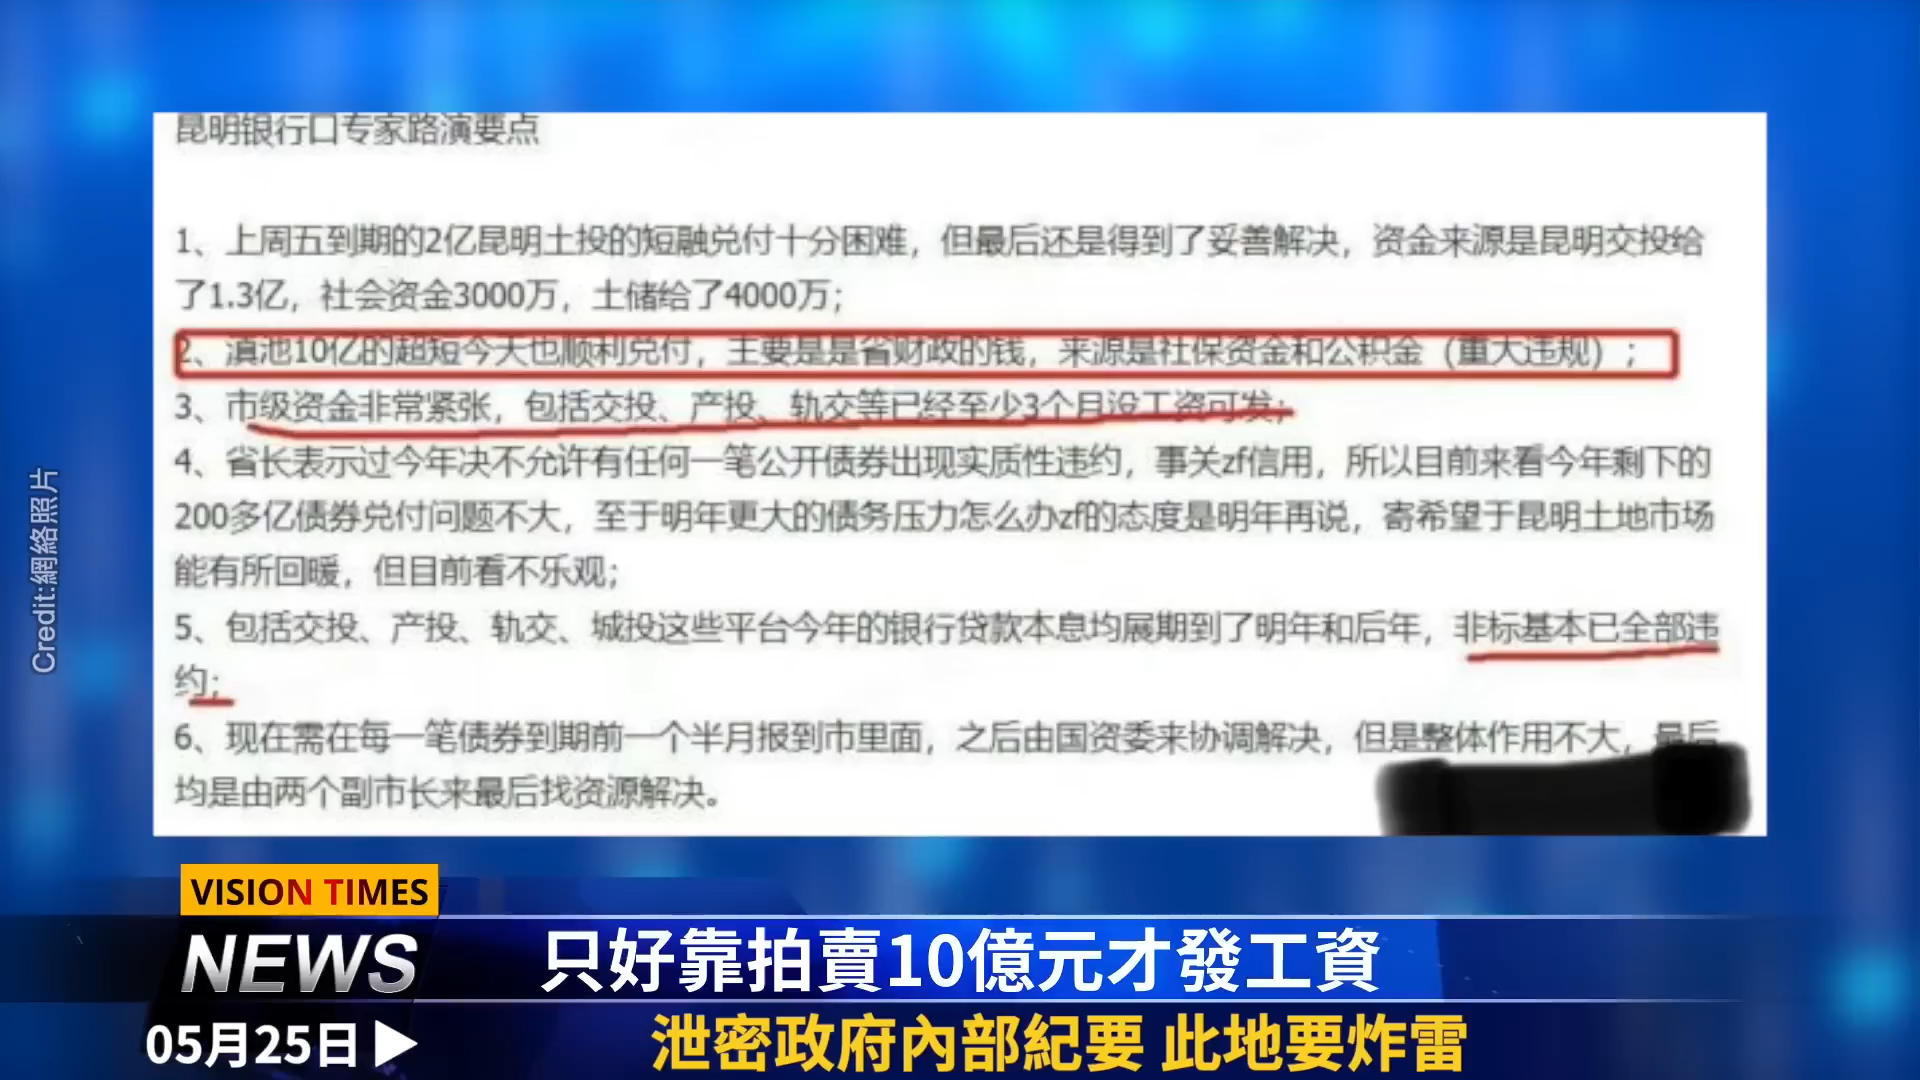 昆明银行口专家路演要点
1、上周五到期的2亿昆明土投的短融兑付十分困难，但最后还是得到了妥善解决，资金来源是昆明交投给
了1.3亿，社会资金3000万，土储给了4000万；
2、滇池10亿的超短今天也顺利兑付，主要是是省财政的钱，来源是社保资金和公积金（重大违规）；
3、市级资金非常紧张，包括交投、产投、轨交等已经至少3个月没工资可发；
4、省长表示过今年决不允许有任何一笔公开债券出现实质性违约，事关zf信用，所以目前来看今年剩下的
200多亿债券兑付问题不大，至于明年更大的债务压力怎么办zf的态度是明年再说，寄希望于昆明土地市场
能有所回暖，但目前看不乐观；
5、包括交投、产投、轨交、城投这些平台今年的银行贷款本息均展期到了明年和后年，非标基本已全部违
约；
6、现在需在每一笔债券到期前一个半月报到市里面，之后由国资委来协调解决，但是整体作用不大，最后
均是由两个副市长来最后找资源解决。
Credit:網絡照片
VISION TIMES
NEWS
只好靠拍賣10億元才發工資
05月25日
泄密政府內部紀要 此地要炸雷